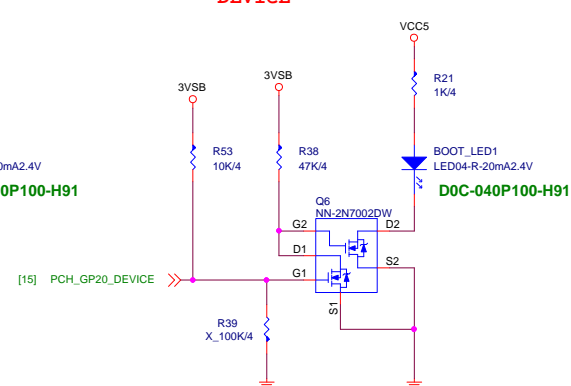 DEVICE
VCC5
R21
1K/4
3VSB
3VSB
R53
10K/4
R38
47K/4
BOOT_LED1
LED04-R-20mA2.4V
D0C-040P100-H91
0mA2.4V
0P100-H91
Q6
NN-2N7002DW
G2
D2
D1
S2
G1
S1
[15] PCH_GP20_DEVICE
R39
X_100K/4